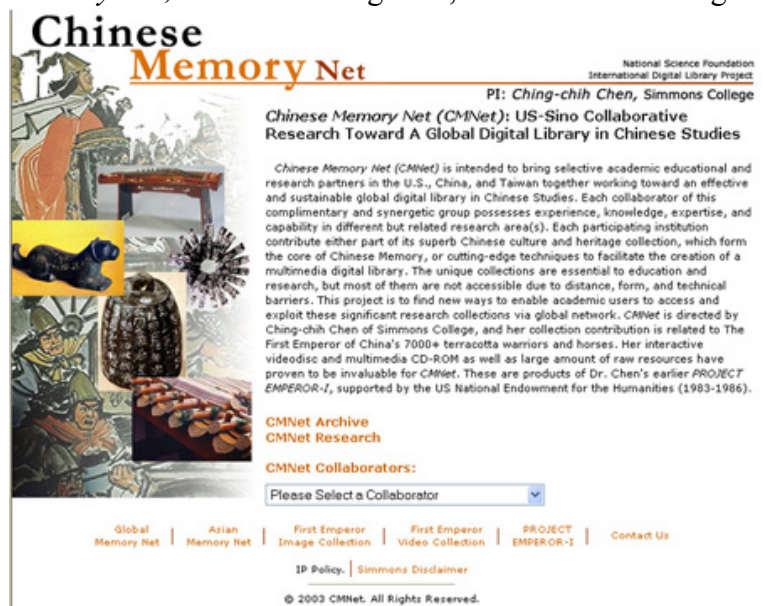 Chinese
Memory Net
National Science Foundation
International Digital Library Project
PI: Ching-chih Chen, Simmons College
Chinese Memory Net (CMNet): US-Sino Collaborative
Research Toward A Global Digital Library in Chinese Studies
Chinese Memory Net (CMNet) is intended to bring selective academic educational and
research partners in the U.S., China, and Taiwan together working toward an effective
and sustainable global digital library in Chinese Studies. Each collaborator of this
complimentary and synergetic group possesses experience, knowledge, expertise, and
capability in different but related research area(s). Each participating institution
contribute either part of its superb Chinese culture and heritage collection, which form
the core of Chinese Memory, or cutting-edge techniques to facilitate the creation of a
multimedia digital library. The unique collections are essential to education and
research, but most of them are not accessible due to distance, form, and technical
barriers. This project is to find new ways to enable academic users to access and
exploit these significant research collections via global network. CMNet is directed by
Ching-chih Chen of Simmons College, and her collection contribution is related to The
First Emperor of China's 7000+ terracotta warriors and horses. Her interactive
videodisc and multimedia CD-ROM as well as large amount of raw resources have
proven to be invaluable for CMNet. These are products of Dr. Chen's earlier PROJECT
EMPEROR-I, supported by the US National Endowment for the Humanities (1983-1986).
CMNet Archive
CMNet Research
CMNet Collaborators:
Please Select a Collaborator
Global Memory Net | Asian Memory Net | First Emperor Image Collection | First Emperor Video Collection | PROJECT EMPEROR-I | Contact Us
IP Policy. | Simmons Disclaimer
© 2003 CMNet. All Rights Reserved.